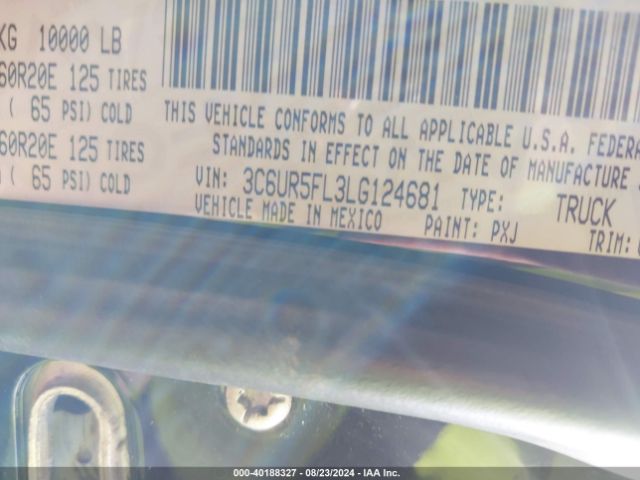 KG 10000 LB
60R20E 125 TIRES
( 65 PSI) COLD
60R20E 125 TIRES
( 65 PSI) COLD
THIS VEHICLE CONFORMS TO ALL APPLICABLE U.S.A. FEDERA
STANDARDS IN EFFECT ON THE DATE OF MANUFACTURE
VIN: 3C6UR5FL3LG124681 TYPE: TRUCK
VEHICLE MADE IN MEXICO PAINT: PXJ TRIM:
000-40188327 - 08/23/2024 - IAA Inc.